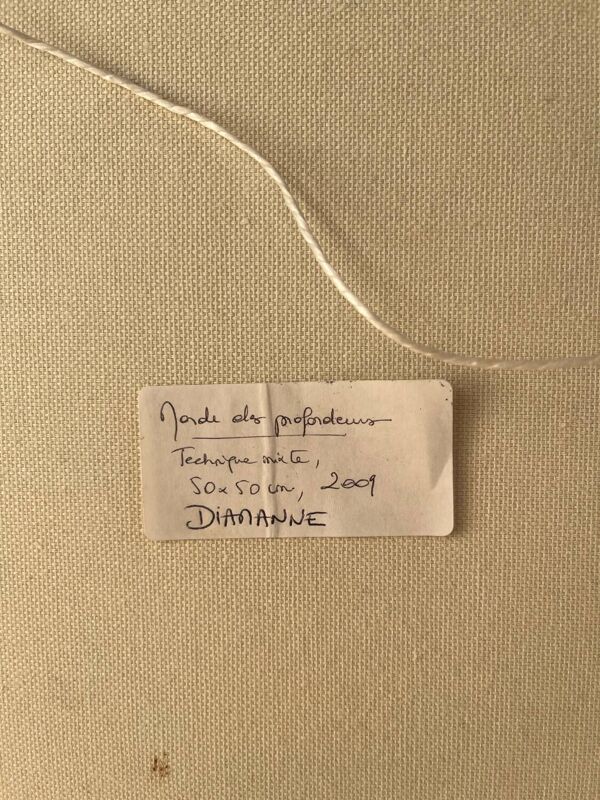 Monde des profondeurs
Technique mixte,
50x50 cm, 2009
DIAMANNE